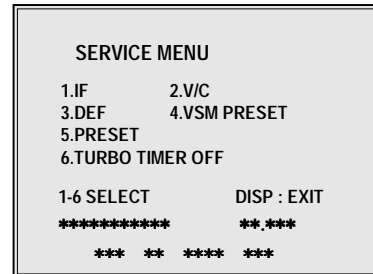 SERVICE MENU
1.IF 2.V/C
3.DEF 4.VSM PRESET
5.PRESET
6.TURBO TIMER OFF
1-6 SELECT DISP : EXIT
*********** **.***
*** ** **** ***